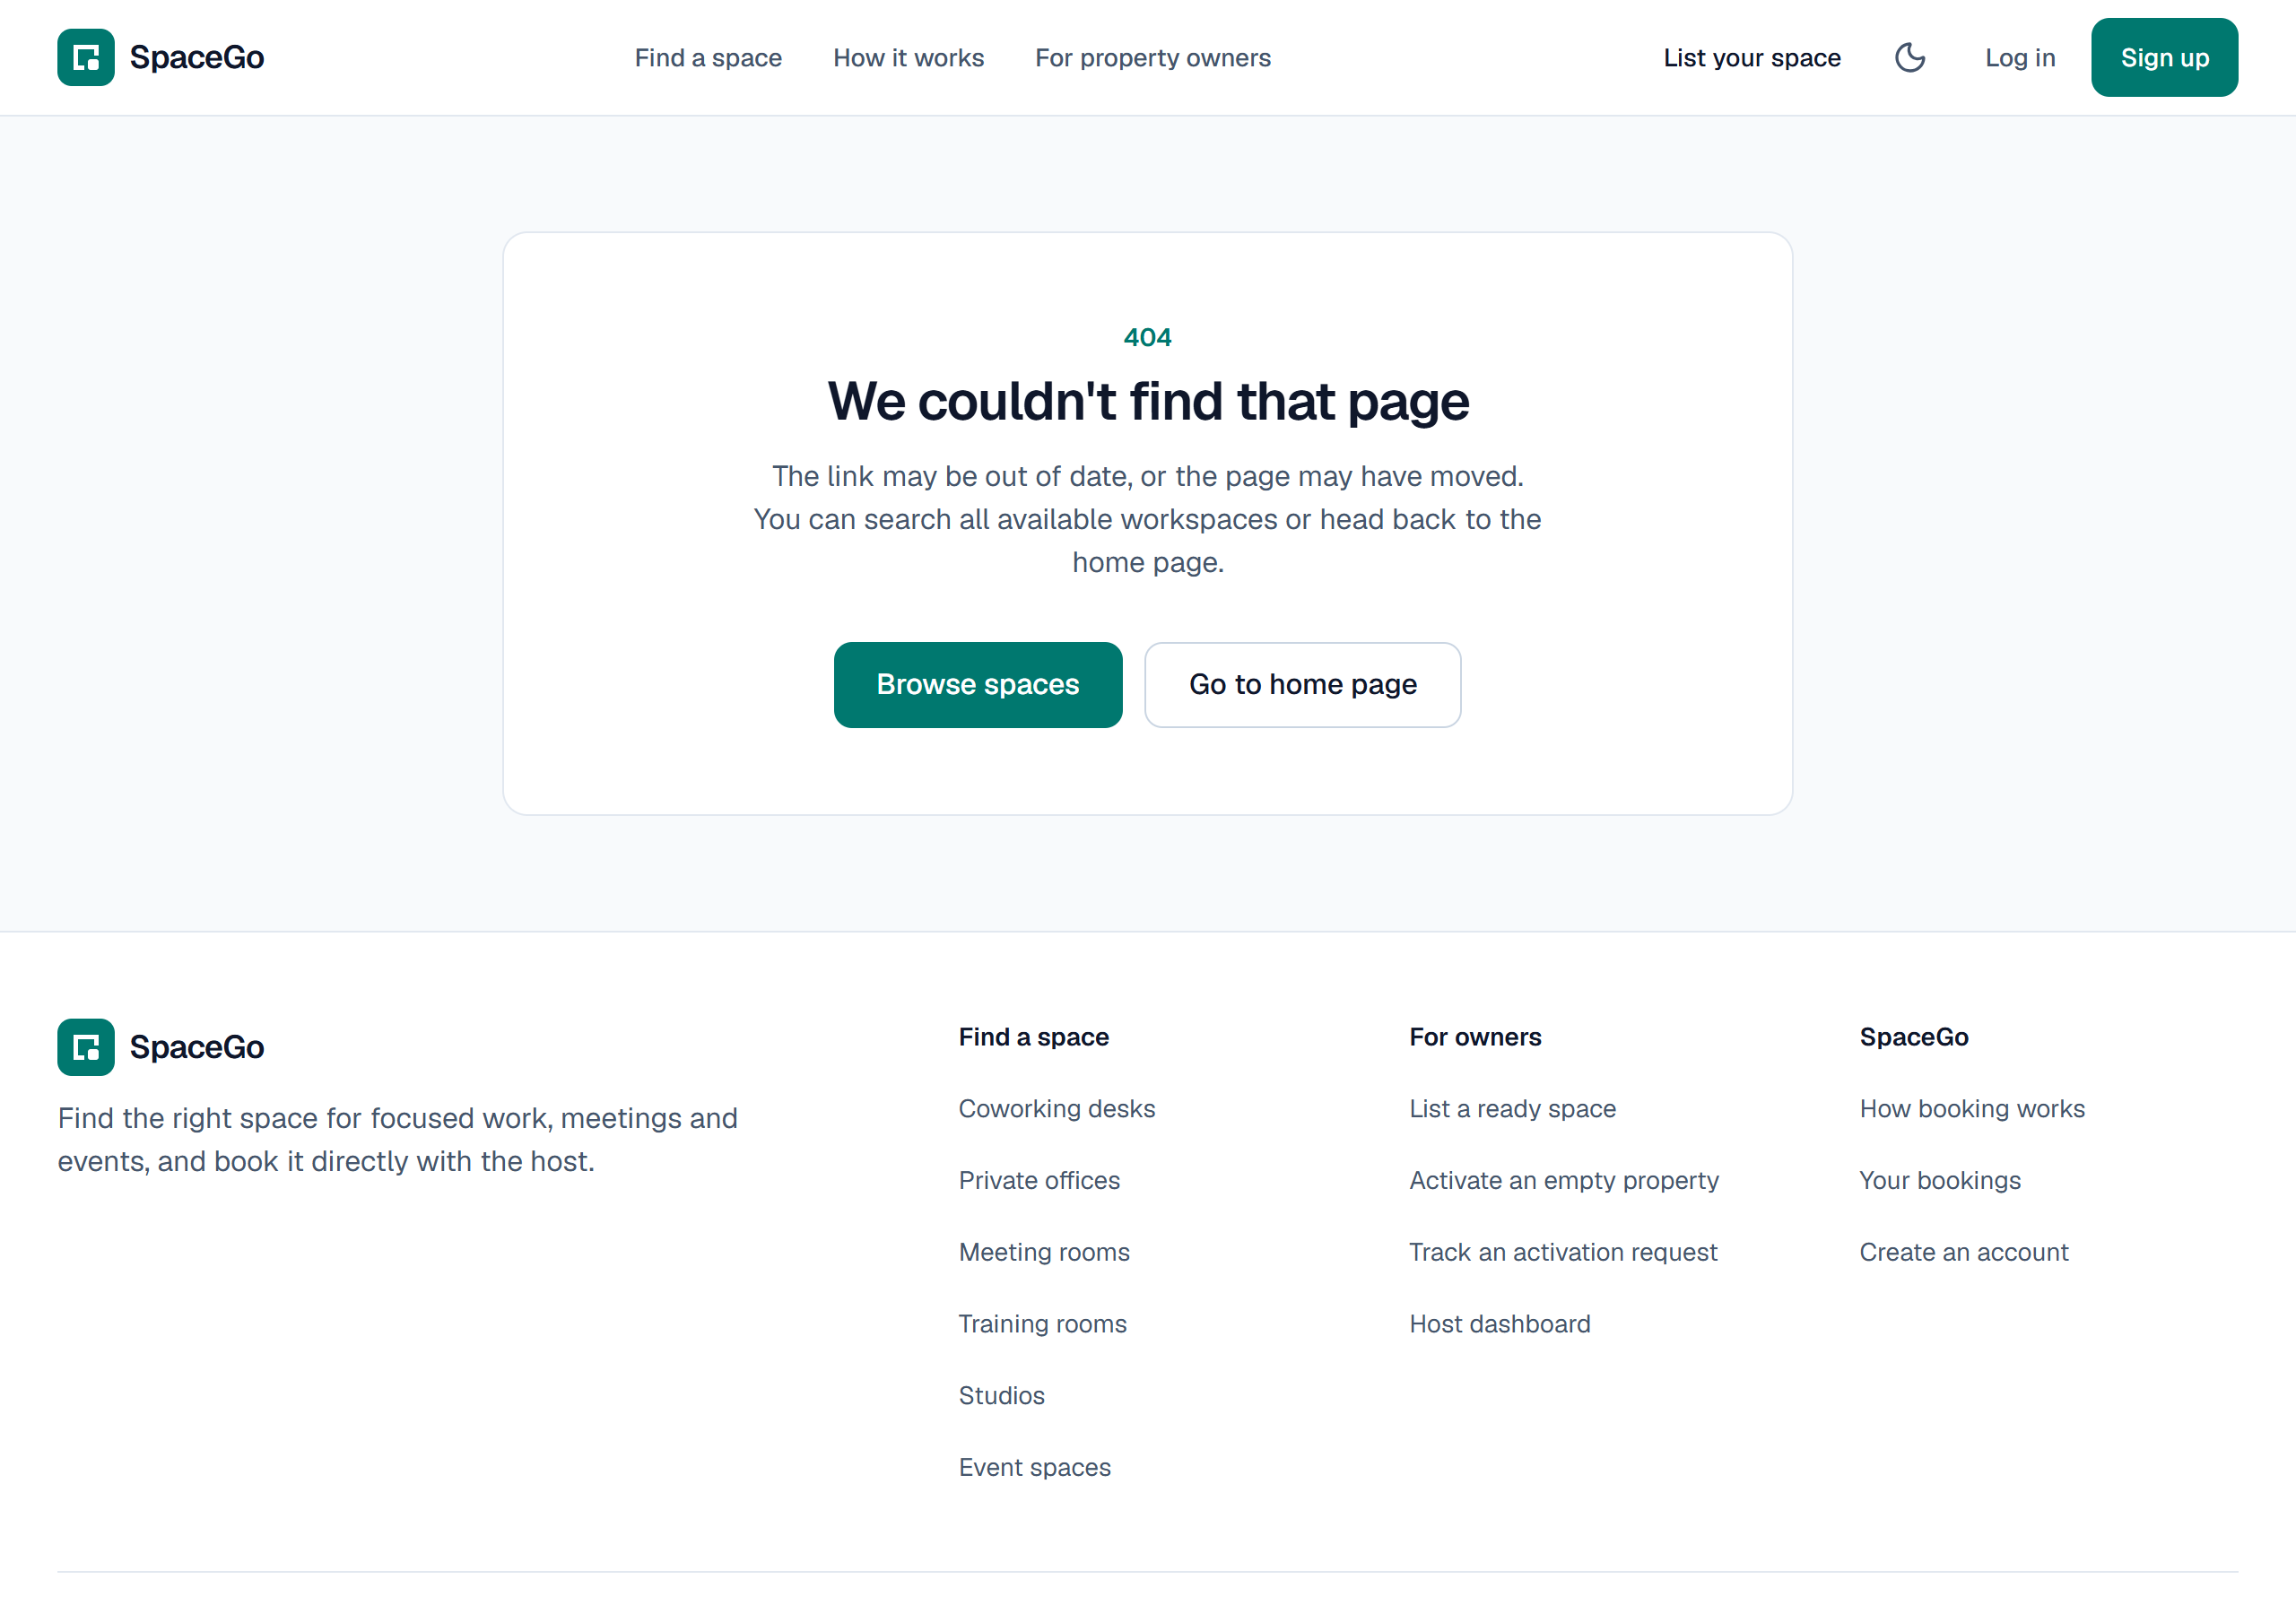 SpaceGo
Find a space
How it works
For property owners
List your space
Log in
Sign up
404
We couldn't find that page
The link may be out of date, or the page may have moved.
You can search all available workspaces or head back to the
home page.
Browse spaces
Go to home page
SpaceGo
Find the right space for focused work, meetings and
events, and book it directly with the host.
Find a space
Coworking desks
Private offices
Meeting rooms
Training rooms
Studios
Event spaces
For owners
List a ready space
Activate an empty property
Track an activation request
Host dashboard
SpaceGo
How booking works
Your bookings
Create an account